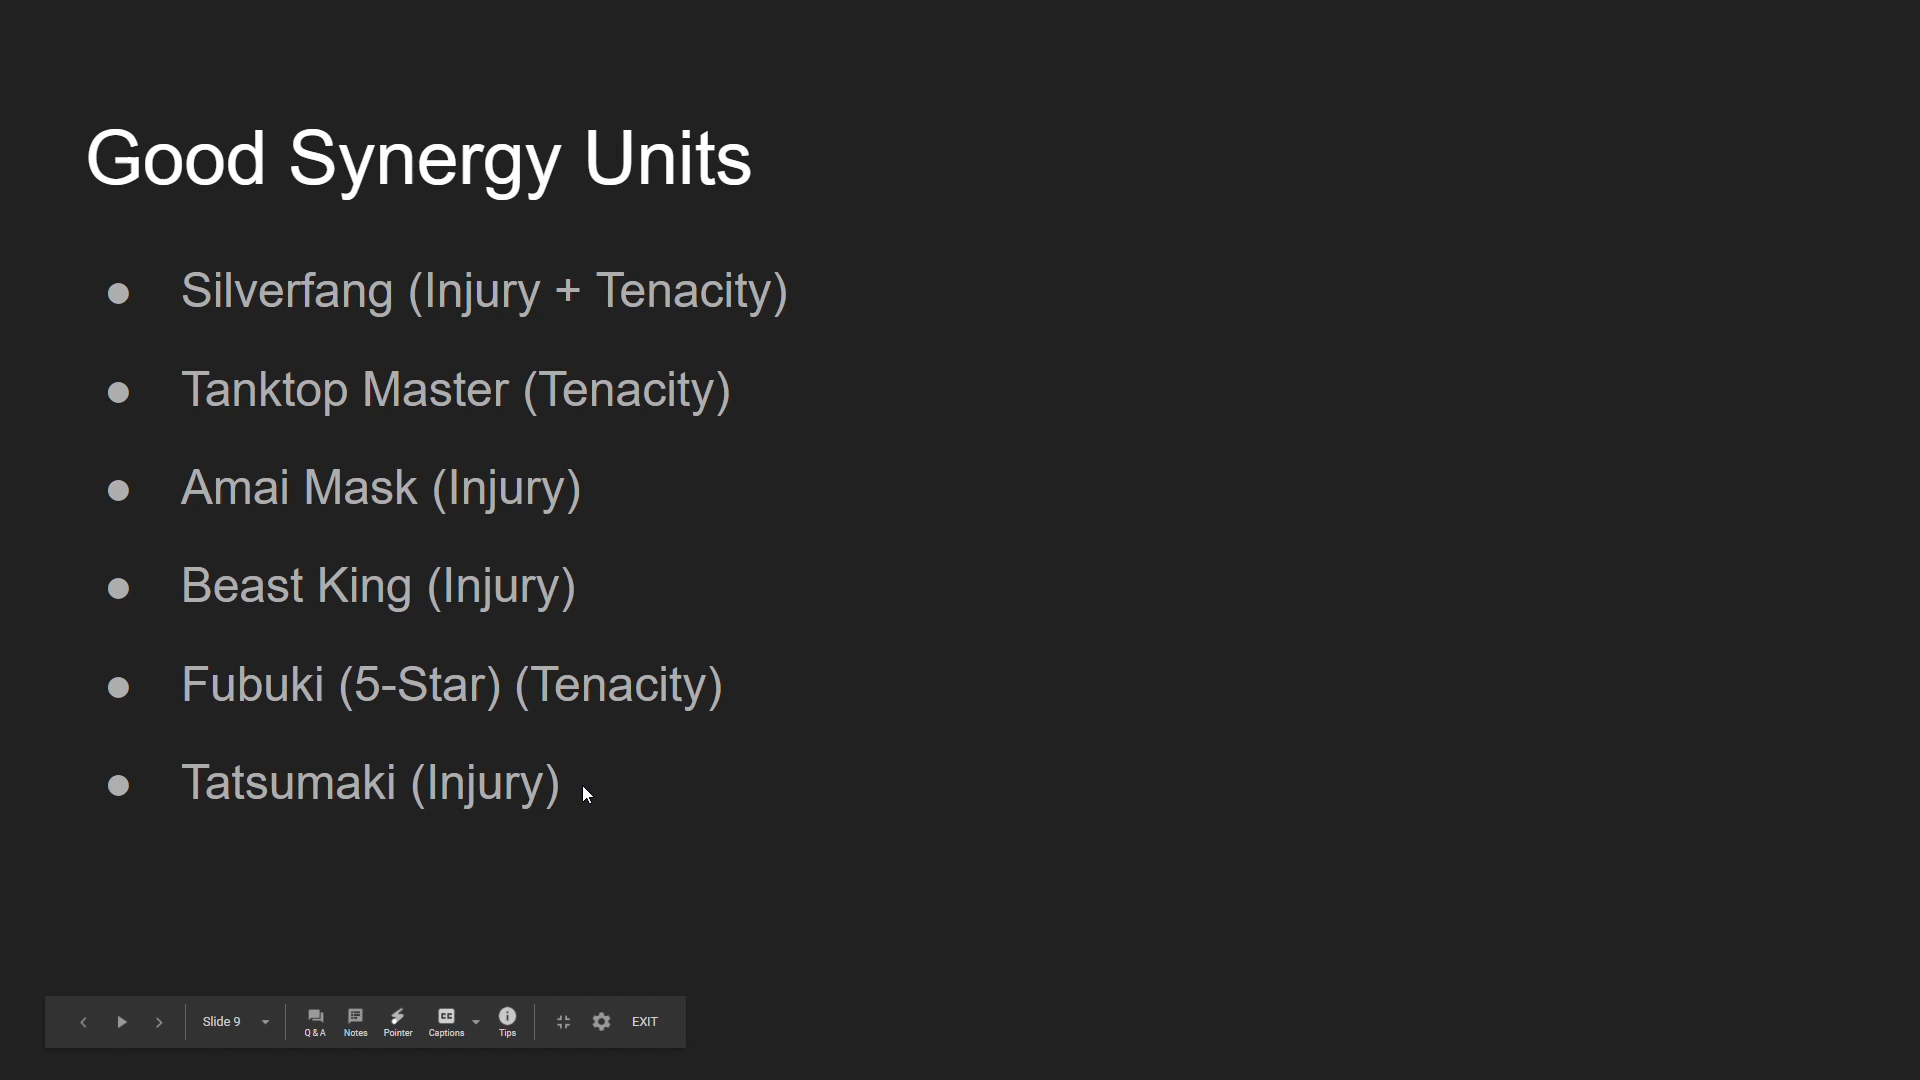 Good Synergy Units
● Silverfang (Injury + Tenacity)
● Tanktop Master (Tenacity)
● Amai Mask (Injury)
● Beast King (Injury)
● Fubuki (5-Star) (Tenacity)
● Tatsumaki (Injury)
Slide 9 Q & A Notes Pointer Captions Tips EXIT